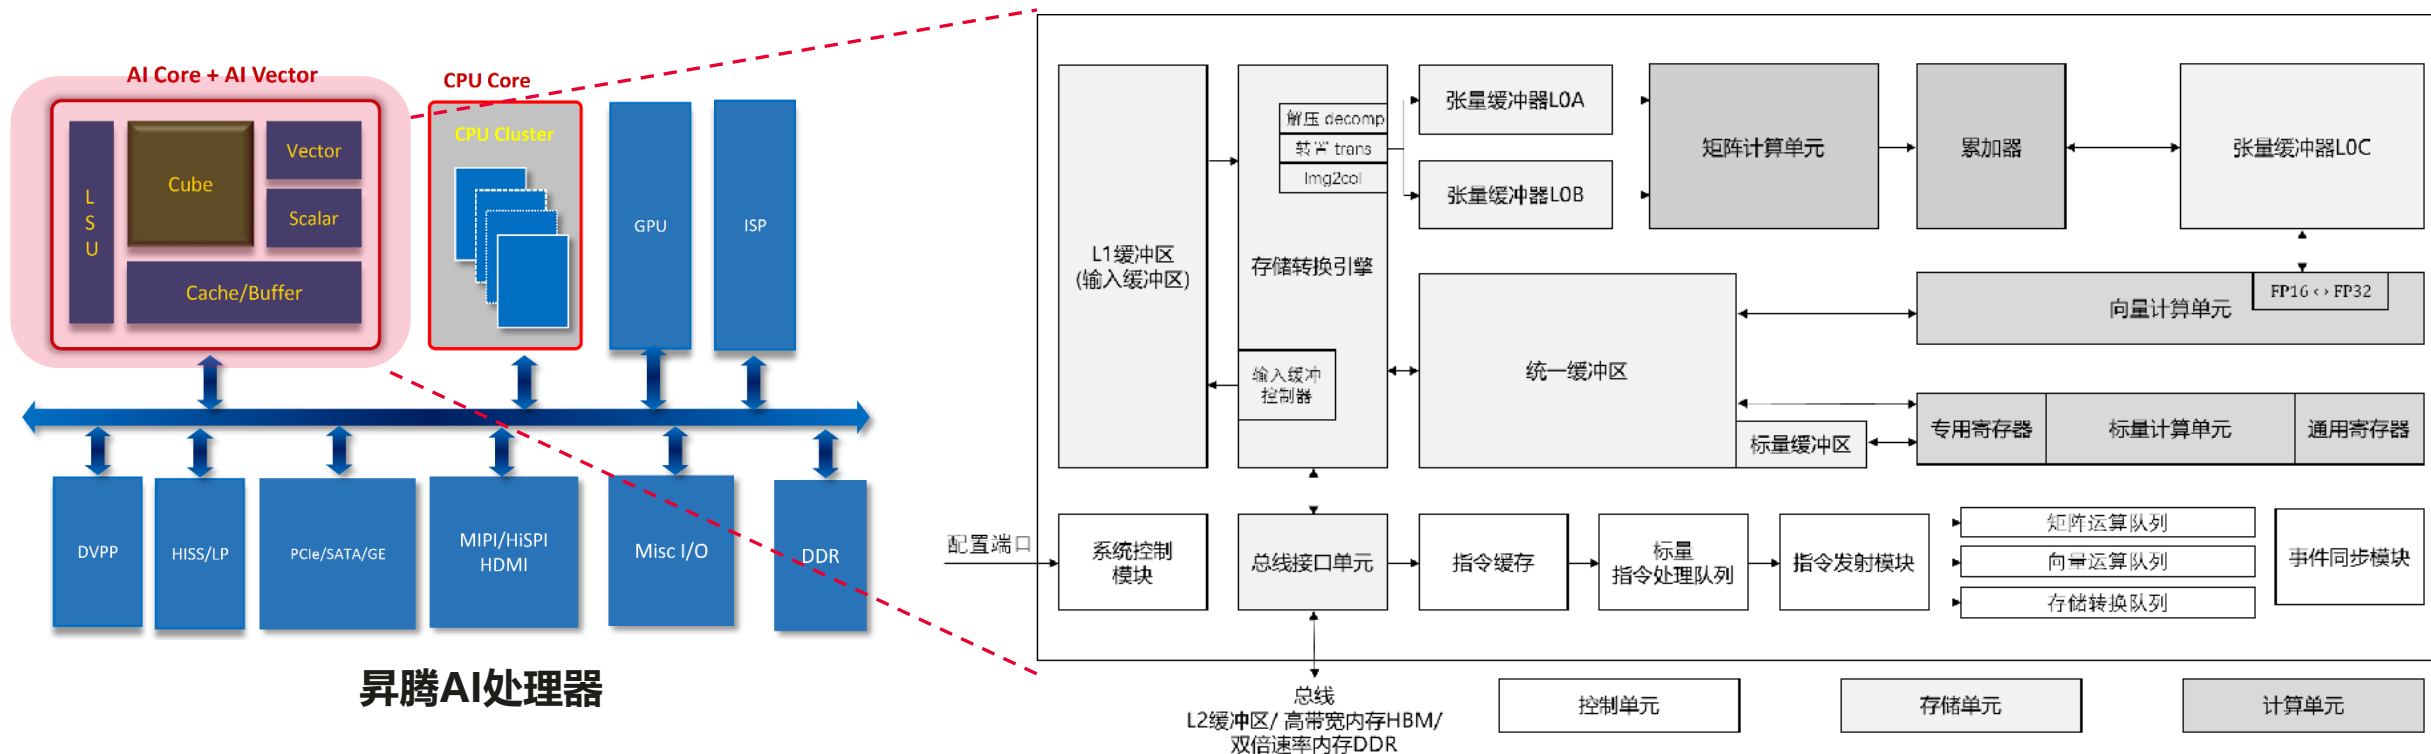 AI Core + AI Vector
L
S
U
Cube
Vector
Scalar
Cache/Buffer
CPU Core
CPU Cluster
GPU
ISP
DVPP
HISS/LP
PCIe/SATA/GE
MIPI/HiSPI
HDMI
Misc I/O
DDR
昇腾AI处理器
L1缓冲区
(输入缓冲区)
解压 decomp
转置 trans
Img2col
存储转换引擎
输入缓冲
控制器
张量缓冲器L0A
张量缓冲器L0B
矩阵计算单元
累加器
张量缓冲器L0C
统一缓冲区
FP16 <> FP32
向量计算单元
标量缓冲区
专用寄存器
标量计算单元
通用寄存器
配置端口
系统控制
模块
总线接口单元
指令缓存
标量
指令处理队列
指令发射模块
矩阵运算队列
向量运算队列
存储转换队列
事件同步模块
总线
L2缓冲区/ 高带宽内存HBM/
双倍速率内存DDR
控制单元
存储单元
计算单元